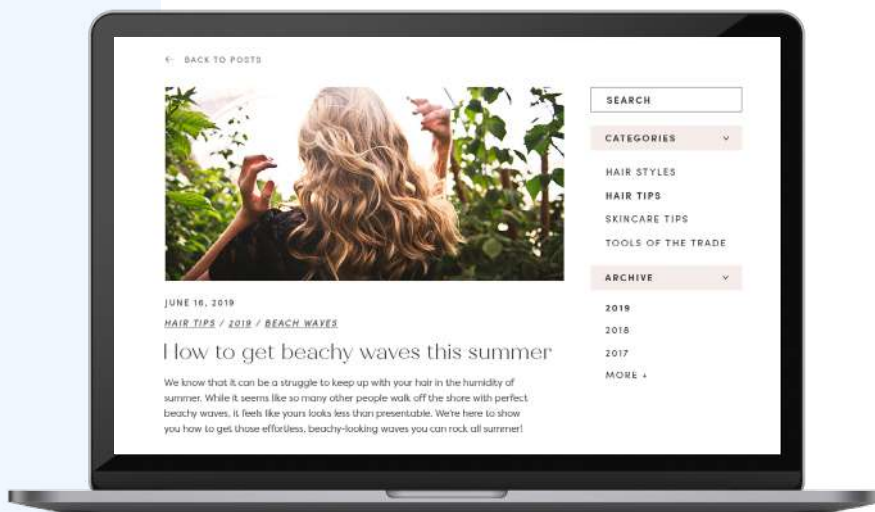 ← BACK TO POSTS
JUNE 16, 2019
HAIR TIPS / 2019 / BEACH WAVES
How to get beachy waves this summer
We know that it can be a struggle to keep up with your hair in the humidity of
summer. While it seems like so many other people walk off the shore with perfect
beachy waves, it feels like yours looks less than presentable. We're here to show
you how to get those effortless, beachy-looking waves you can rock all summer!
SEARCH
CATEGORIES
HAIR STYLES
HAIR TIPS
SKINCARE TIPS
TOOLS OF THE TRADE
ARCHIVE
2019
2018
2017
MORE +